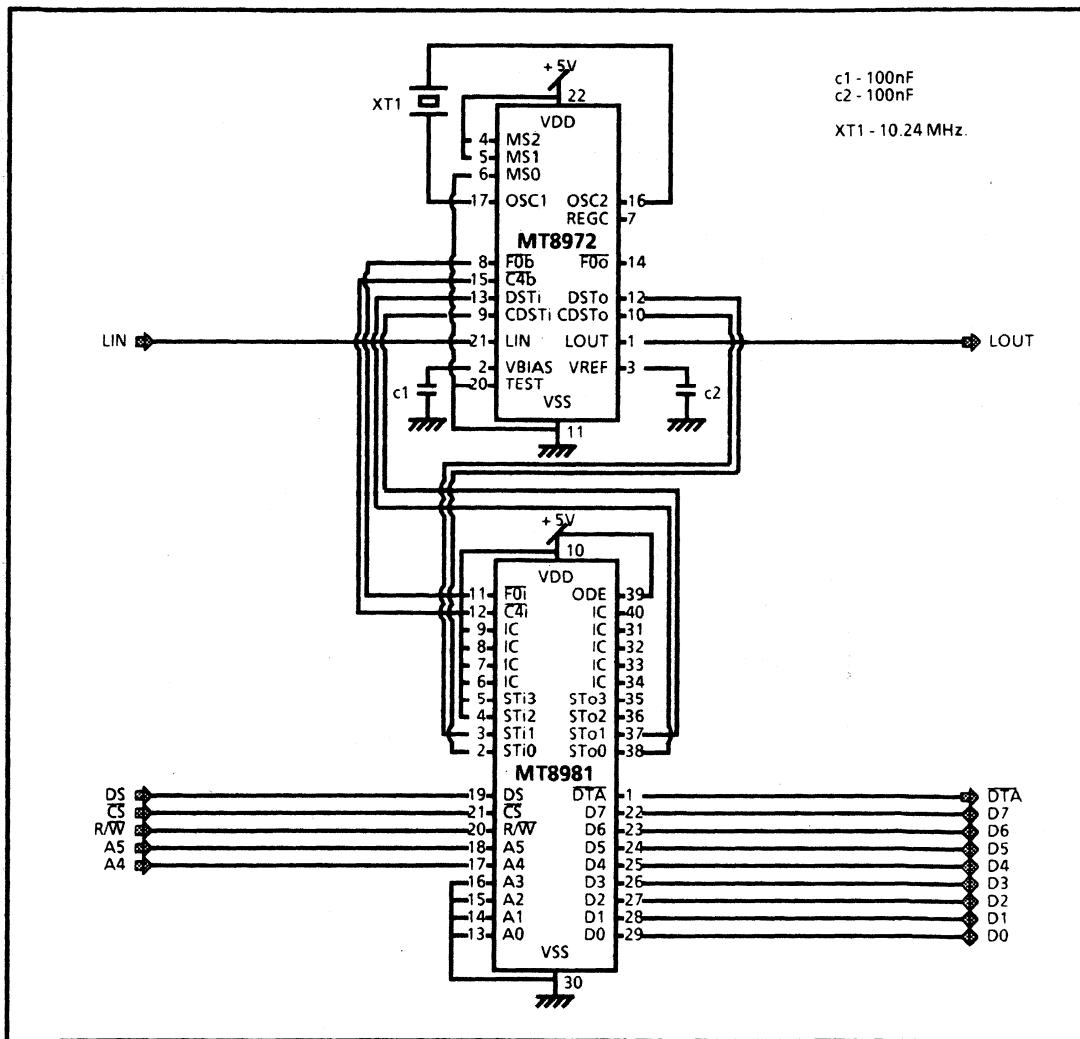 +5V
22
VDD
c1 - 100nF
c2 - 100nF
XT1 - 10.24 MHz.
XT1
4 MS2
5 MS1
6 MS0
17 OSC1 OSC2 16
REGC 7
MT8972
8 F0b F0o 14
15 C4b
13 DSTi DSTo 12
9 CDSTi CDSTo 10
LIN 21 LIN LOUT 1 LOUT
2 VBIAS VREF 3
c1 20 TEST c2
VSS
11
+5V
10
VDD
11 F0i ODE 39
12 C4i IC 40
9 IC IC 31
8 IC IC 32
7 IC IC 33
6 IC IC 34
5 STi3 STo3 35
4 STi2 STo2 36
3 STi1 STo1 37
2 STi0 STo0 38
MT8981
DS 19 DS DTA 1 DTA
CS 21 CS D7 22 D7
R/W 20 R/W D6 23 D6
A5 18 A5 D5 24 D5
A4 17 A4 D4 25 D4
16 A3 D3 26 D3
15 A2 D2 27 D2
14 A1 D1 28 D1
13 A0 D0 29 D0
VSS
30